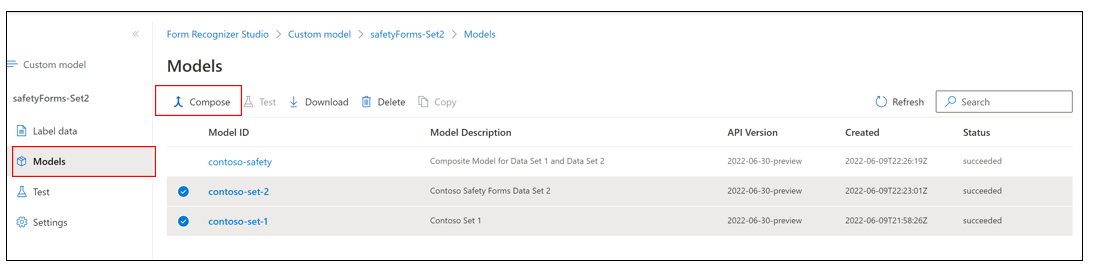 Form Recognizer Studio > Custom model > safetyForms-Set2 > Models
Custom model
safetyForms-Set2
Label data
Models
Test
Settings
Models
Compose Test Download Delete Copy Refresh Search
Model ID Model Description API Version Created Status
contoso-safety Composite Model for Data Set 1 and Data Set 2 2022-06-30-preview 2022-06-09T22:26:19Z succeeded
contoso-set-2 Contoso Safety Forms Data Set 2 2022-06-30-preview 2022-06-09T22:23:01Z succeeded
contoso-set-1 Contoso Set 1 2022-06-30-preview 2022-06-09T21:58:26Z succeeded